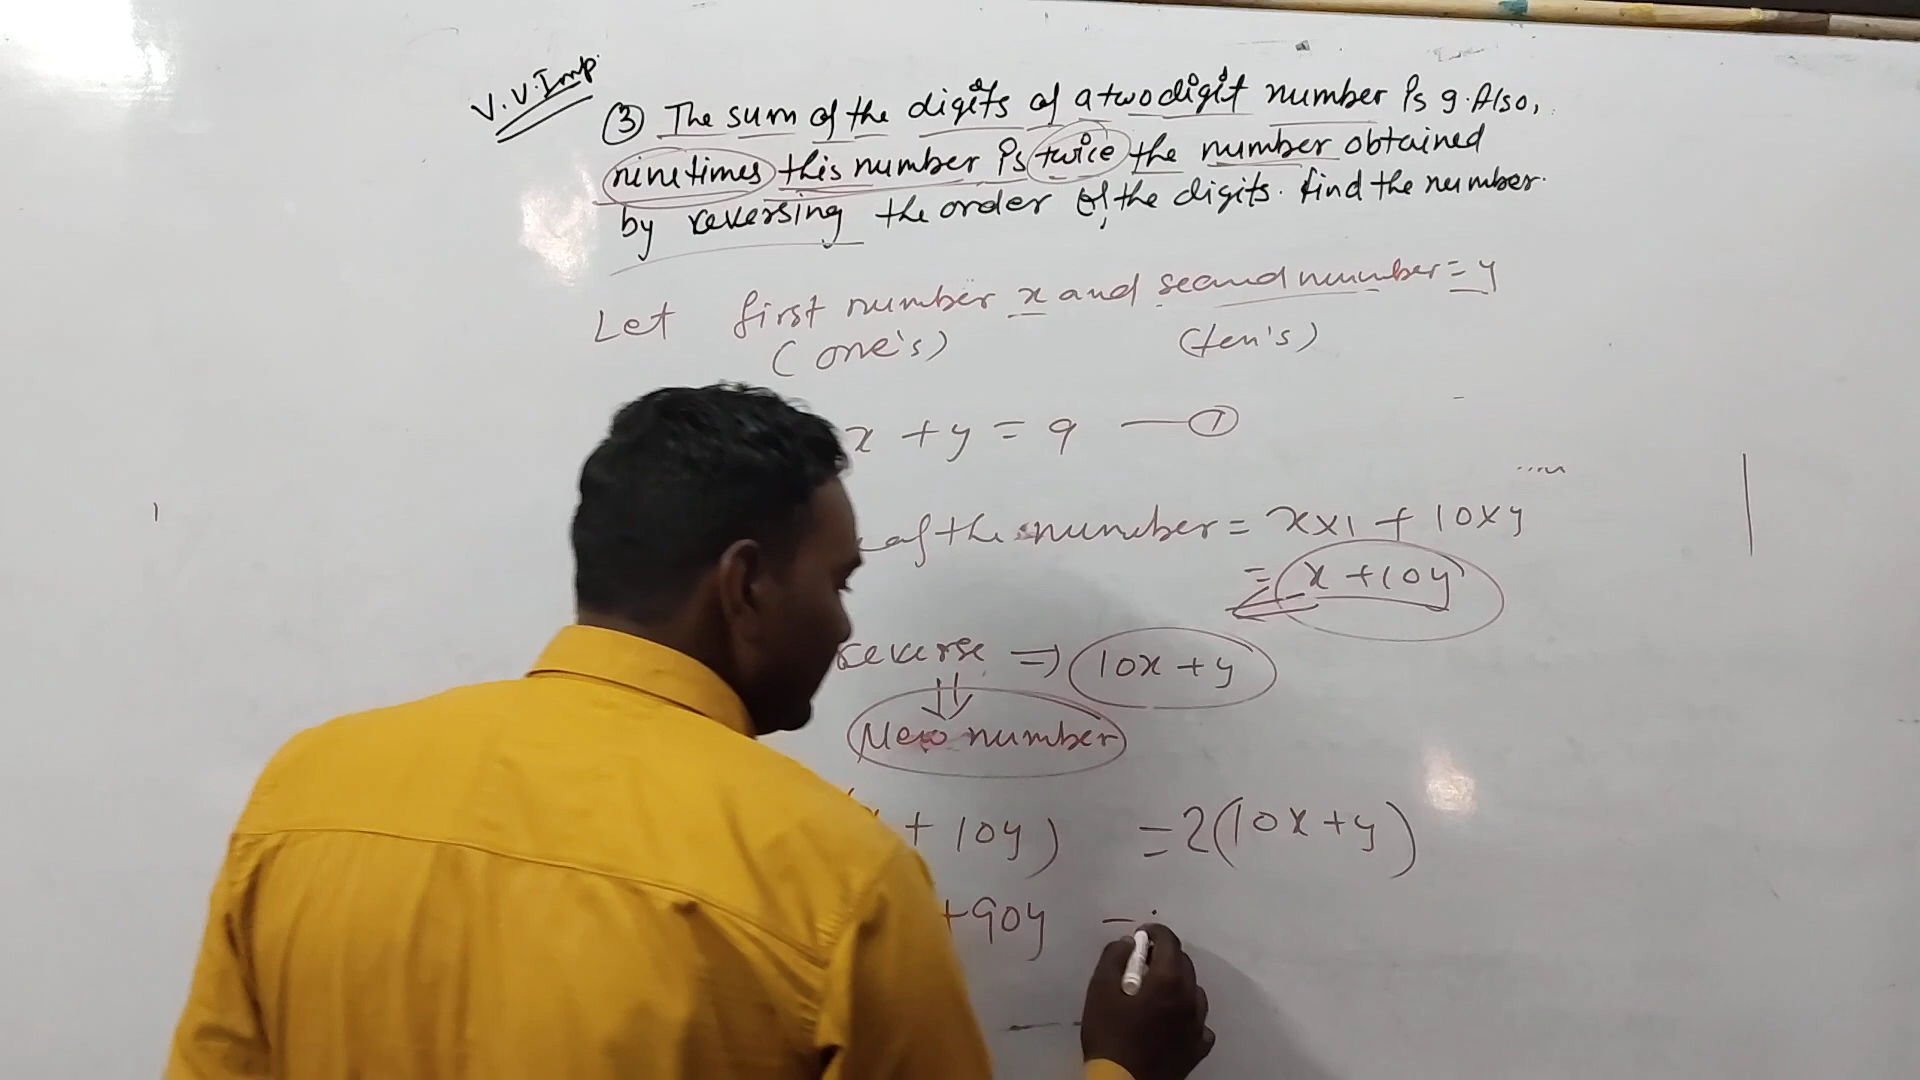 V.V.Imp.
③ The sum of the digits of a two digit number is 9. Also,
nine times this number is twice the number obtained
by reversing the order of the digits. find the number.
Let first number x and second number = y
(one's) (ten's)
x + y = 9 — ①
of the number = x×1 + 10×y
= x + 10y
reverse ⇒ 10x + y
New number
+ 10y) = 2(10x + y)
+90y